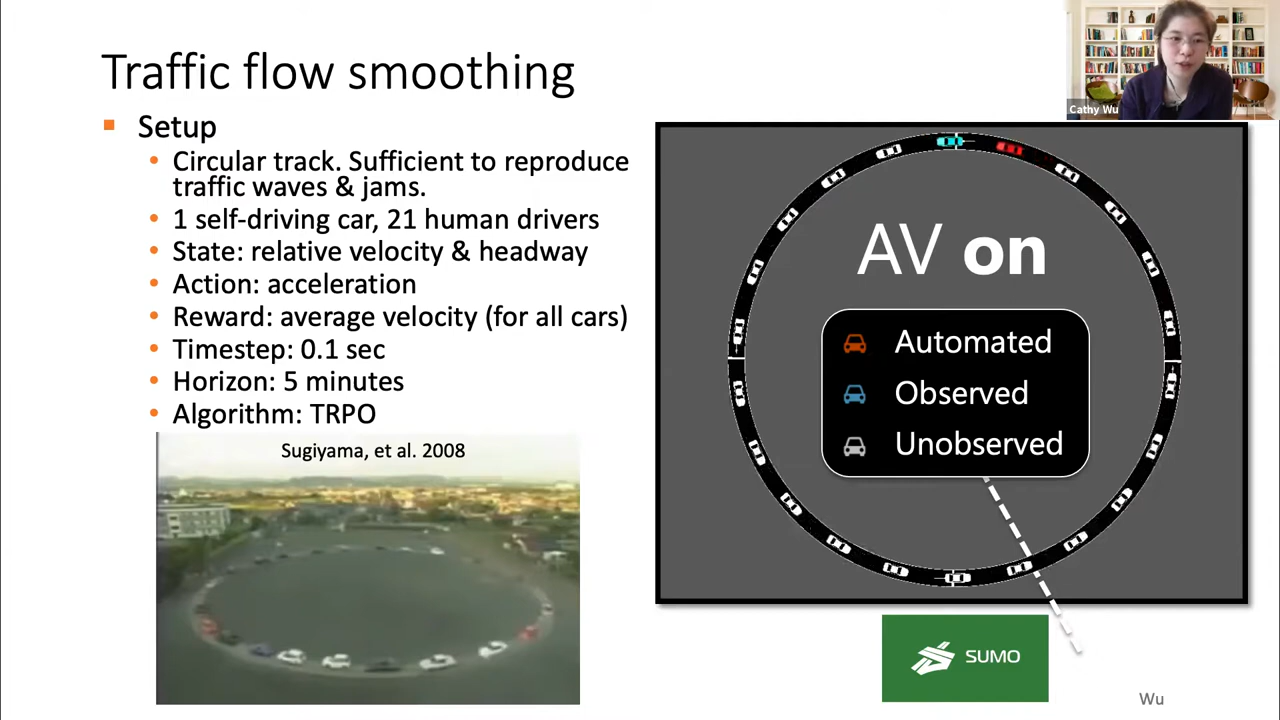 Traffic flow smoothing
Setup
Circular track. Sufficient to reproduce
traffic waves & jams.
1 self-driving car, 21 human drivers
State: relative velocity & headway
Action: acceleration
Reward: average velocity (for all cars)
Timestep: 0.1 sec
Horizon: 5 minutes
Algorithm: TRPO
Sugiyama, et al. 2008
Cathy Wu
AV on
Automated
Observed
Unobserved
SUMO
Wu